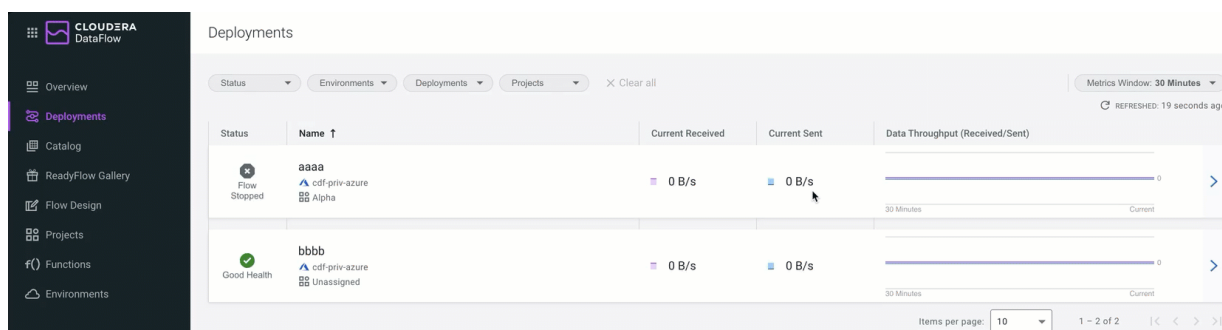 CLOUDERA
DataFlow
Overview
Deployments
Catalog
ReadyFlow Gallery
Flow Design
Projects
f() Functions
Environments
Deployments
Status Environments Deployments Projects Clear all Metrics Window: 30 Minutes
REFRESHED: 19 seconds ago
Status Name ↑ Current Received Current Sent Data Throughput (Received/Sent)
Flow Stopped
aaaa
cdf-priv-azure
Alpha
0 B/s 0 B/s
0
30 Minutes Current
Good Health
bbbb
cdf-priv-azure
Unassigned
0 B/s 0 B/s
0
30 Minutes Current
Items per page: 10 1 – 2 of 2